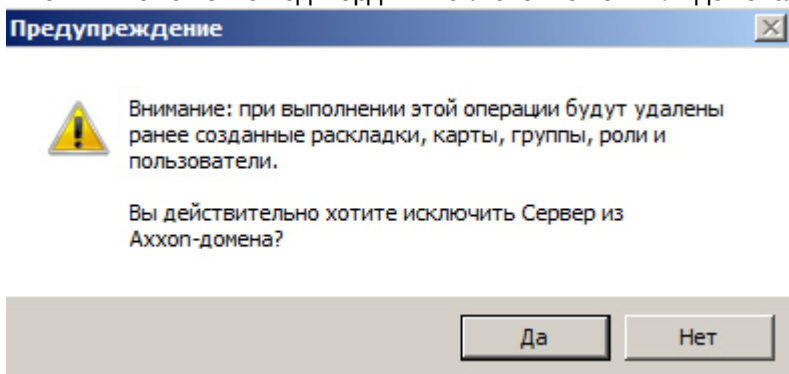 Предупреждение
Внимание: при выполнении этой операции будут удалены
ранее созданные раскладки, карты, группы, роли и
пользователи.
Вы действительно хотите исключить Сервер из
Axxon-домена?
Да
Нет